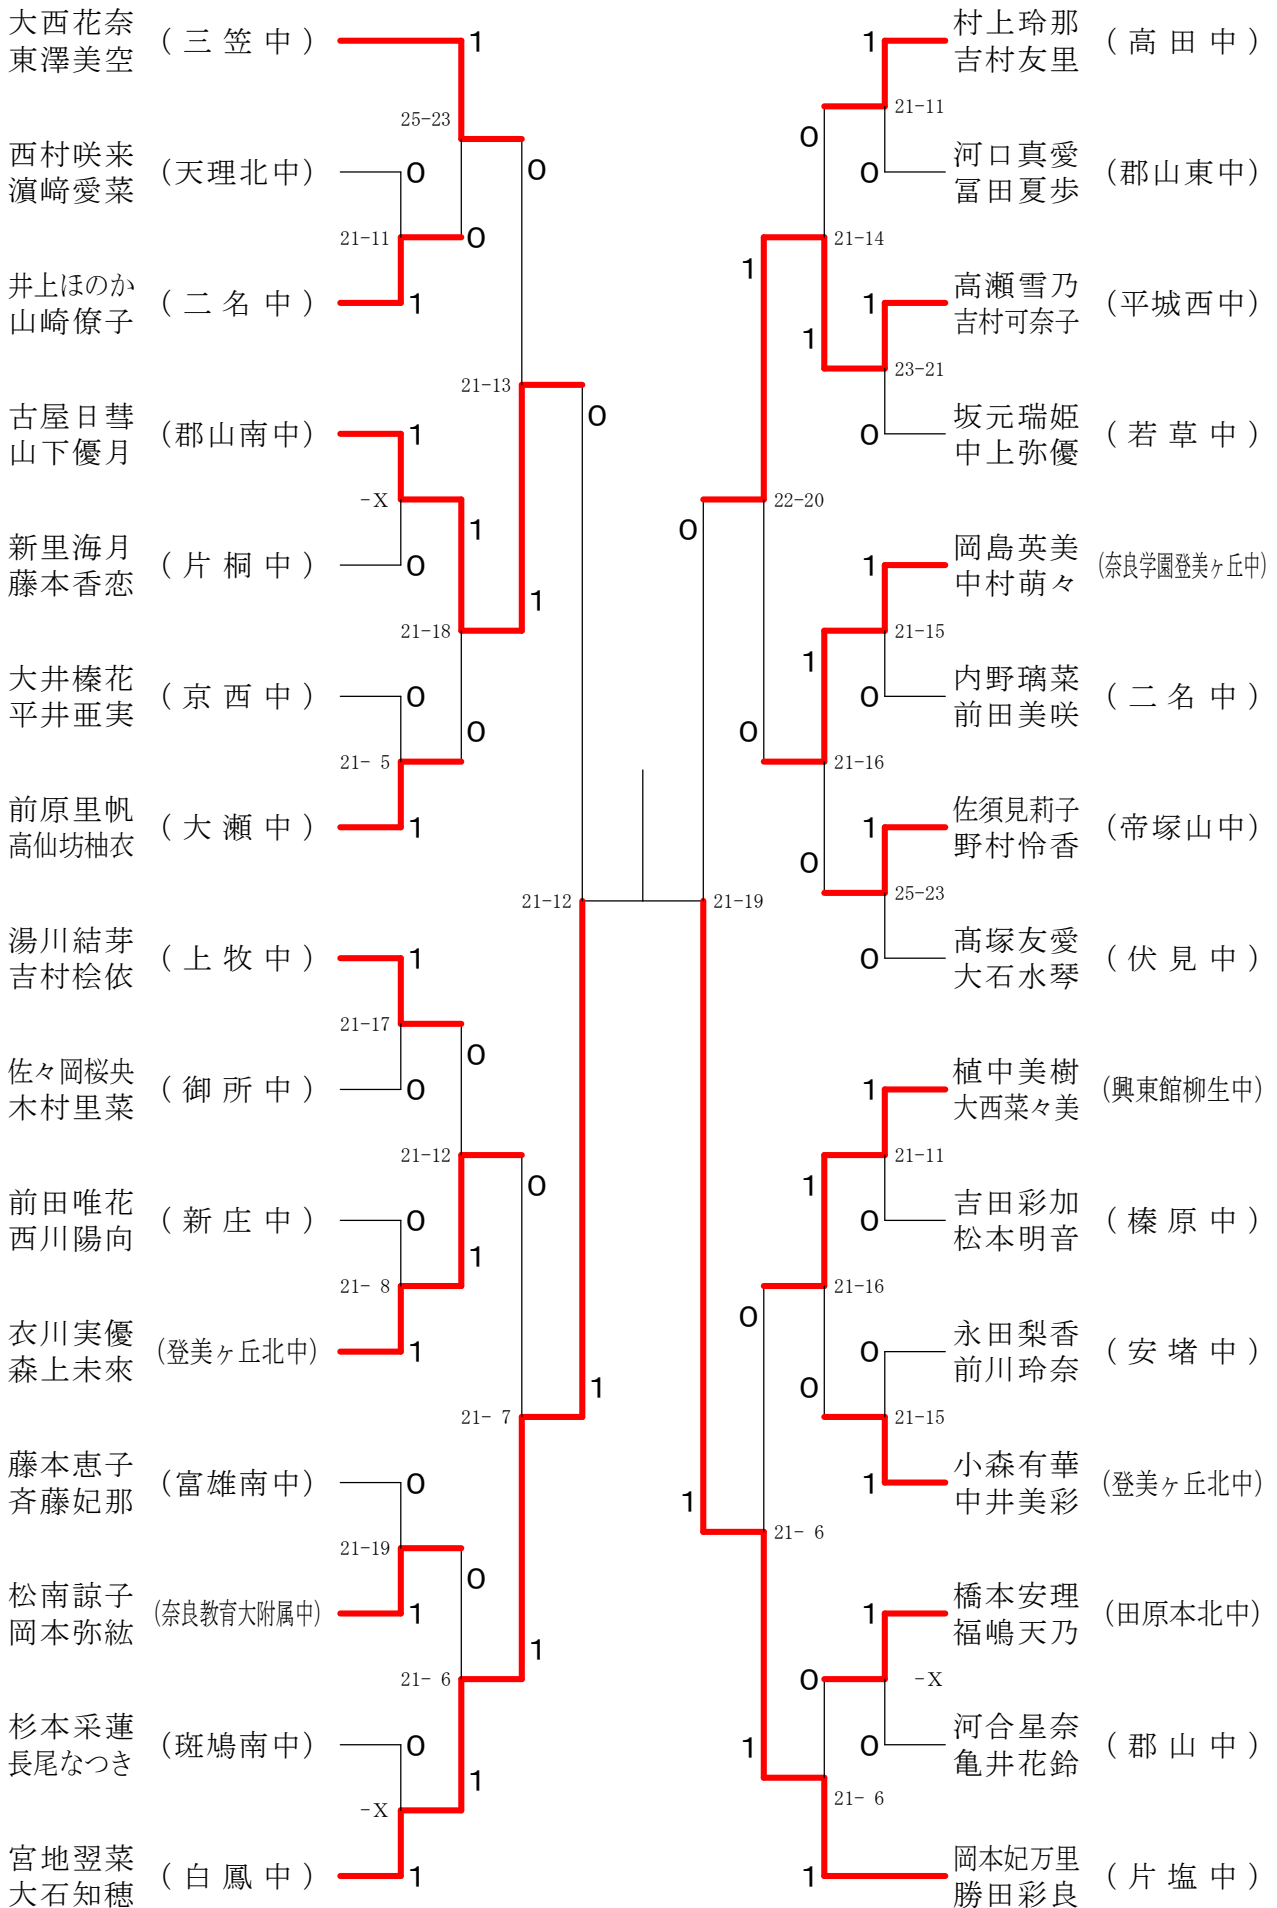 大西花奈
東澤美空
(三笠中)
1
25-23
西村咲来
濵﨑愛菜
(天理北中)
0
0
21-11
0
井上ほのか
山崎僚子
(二名中)
1
21-13
0
古屋日彗
山下優月
(郡山南中)
1
-X
1
新里海月
藤本香恋
(片桐中)
0
1
21-18
大井榛花
平井亜実
(京西中)
0
0
21- 5
前原里帆
高仙坊柚衣
(大瀬中)
1
21-12
湯川結芽
吉村桧依
(上牧中)
1
21-17
0
佐々岡桜央
木村里菜
(御所中)
0
21-12
0
前田唯花
西川陽向
(新庄中)
0
1
21- 8
衣川実優
森上未來
(登美ヶ丘北中)
1
1
21- 7
藤本恵子
斉藤妃那
(富雄南中)
0
21-19
0
松南諒子
岡本弥紘
(奈良教育大附属中)
1
1
21- 6
杉本采蓮
長尾なつき
(斑鳩南中)
0
1
-X
宮地翌菜
大石知穂
(白鳳中)
1
村上玲那
吉村友里
(高田中)
1
21-11
0
河口真愛
冨田夏歩
(郡山東中)
0
21-14
1
高瀬雪乃
吉村可奈子
(平城西中)
1
1
23-21
坂元瑞姫
中上弥優
(若草中)
0
22-20
0
岡島英美
中村萌々
(奈良学園登美ヶ丘中)
1
21-15
1
内野璃菜
前田美咲
(二名中)
0
0
21-16
佐須見莉子
野村怜香
(帝塚山中)
1
0
25-23
髙塚友愛
大石水琴
(伏見中)
0
21-19
植中美樹
大西菜々美
(興東館柳生中)
1
21-11
1
吉田彩加
松本明音
(榛原中)
0
21-16
0
永田梨香
前川玲奈
(安堵中)
0
0
21-15
小森有華
中井美彩
(登美ヶ丘北中)
1
1
21- 6
橋本安理
福嶋天乃
(田原本北中)
1
0
-X
河合星奈
亀井花鈴
(郡山中)
0
1
21- 6
岡本妃万里
勝田彩良
(片塩中)
1